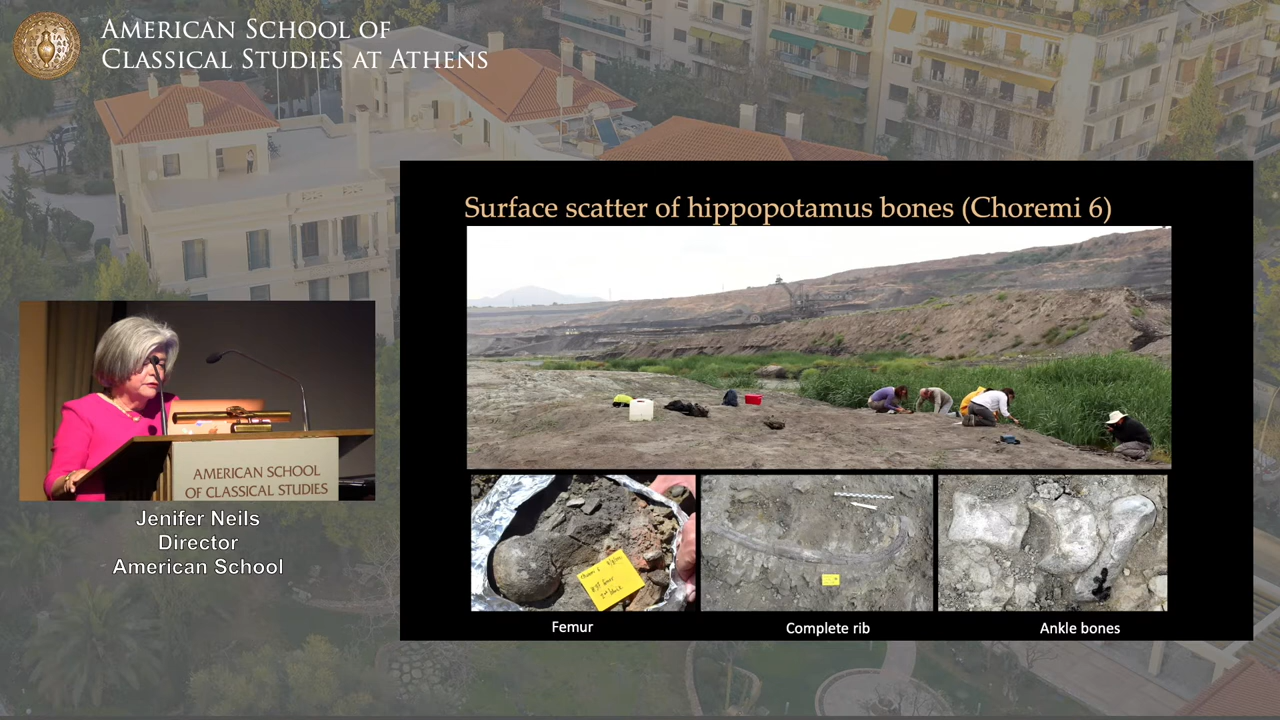 AMERICAN SCHOOL OF
CLASSICAL STUDIES AT ATHENS
Surface scatter of hippopotamus bones (Choremi 6)
AMERICAN SCHOOL
OF CLASSICAL STUDIES
Jenifer Neils
Director
American School
Femur
Complete rib
Ankle bones